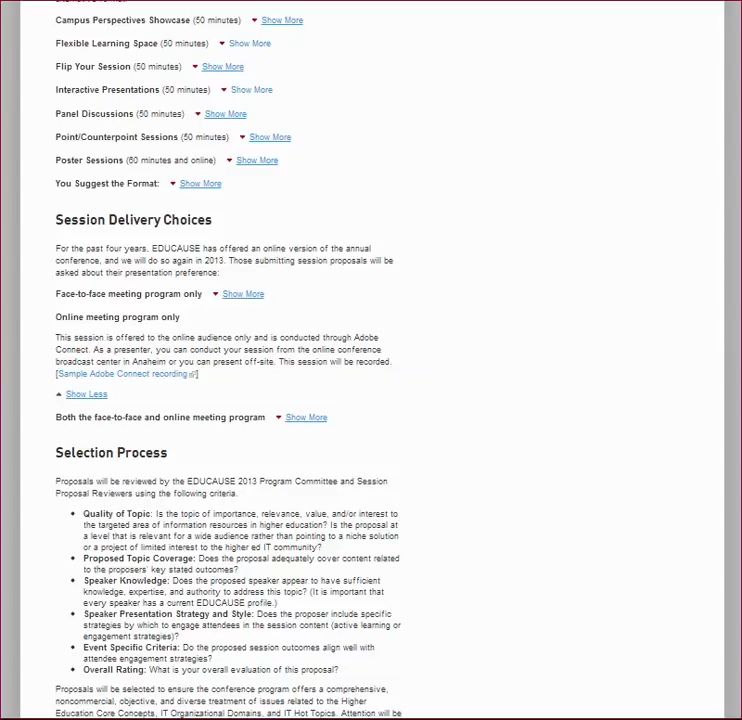 Campus Perspectives Showcase (50 minutes) Show More
Flexible Learning Space (50 minutes) Show More
Flip Your Session (50 minutes) Show More
Interactive Presentations (50 minutes) Show More
Panel Discussions (50 minutes) Show More
Point/Counterpoint Sessions (50 minutes) Show More
Poster Sessions (60 minutes and online) Show More
You Suggest the Format: Show More
Session Delivery Choices
For the past four years, EDUCAUSE has offered an online version of the annual
conference, and we will do so again in 2013. Those submitting session proposals will be
asked about their presentation preference:
Face-to-face meeting program only Show More
Online meeting program only
This session is offered to the online audience only and is conducted through Adobe
Connect. As a presenter, you can conduct your session from the online conference
broadcast center in Anaheim or you can present off-site. This session will be recorded.
[Sample Adobe Connect recording]
Show Less
Both the face-to-face and online meeting program Show More
Selection Process
Proposals will be reviewed by the EDUCAUSE 2013 Program Committee and Session
Proposal Reviewers using the following criteria.
• Quality of Topic: Is the topic of importance, relevance, value, and/or interest to
the targeted area of information resources in higher education? Is the proposal at
a level that is relevant for a wide audience rather than pointing to a niche solution
or a project of limited interest to the higher ed IT community?
• Proposed Topic Coverage: Does the proposal adequately cover content related
to the proposers' key stated outcomes?
• Speaker Knowledge: Does the proposed speaker appear to have sufficient
knowledge, expertise, and authority to address this topic? (It is important that
every speaker has a current EDUCAUSE profile.)
• Speaker Presentation Strategy and Style: Does the proposer include specific
strategies by which to engage attendees in the session content (active learning or
engagement strategies)?
• Event Specific Criteria: Do the proposed session outcomes align well with
attendee engagement strategies?
• Overall Rating: What is your overall evaluation of this proposal?
Proposals will be selected to ensure the conference program offers a comprehensive,
noncommercial, objective, and diverse treatment of issues related to the Higher
Education Core Concepts, IT Organizational Domains, and IT Hot Topics. Attention will be